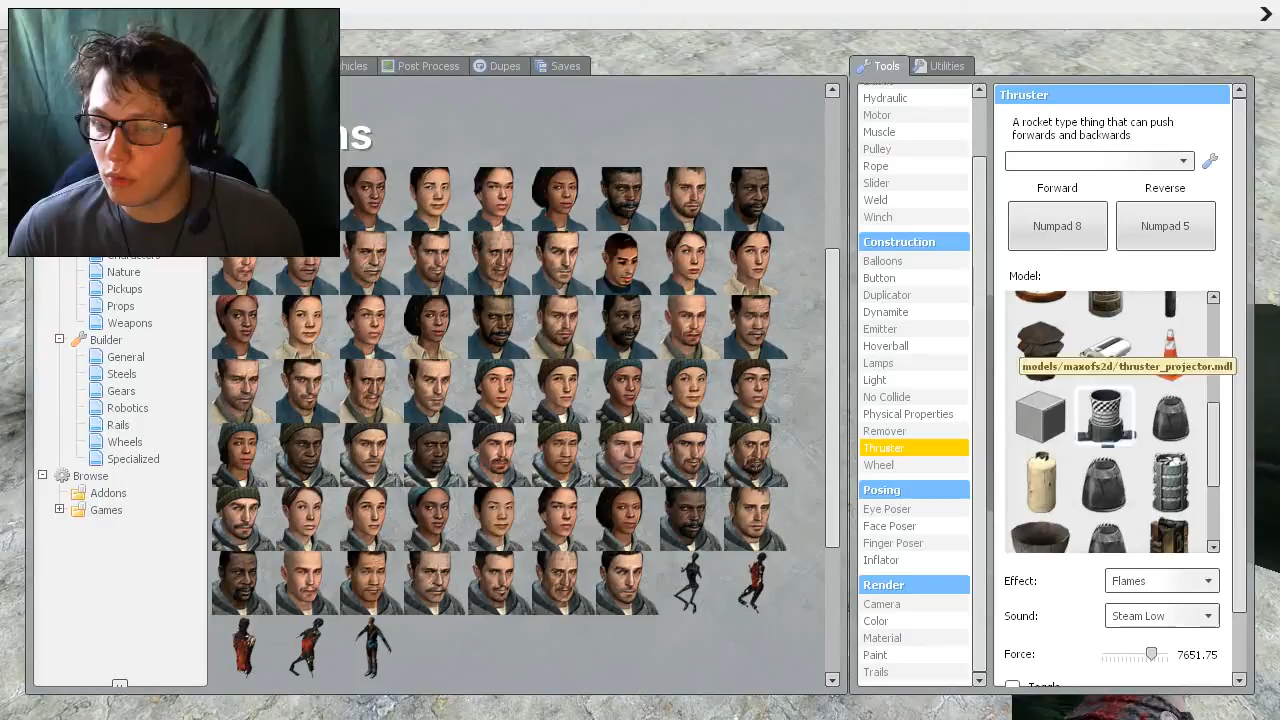 hicles
Post Process
Dupes
Saves
Tools
Utilities
ns
Nature
Pickups
Props
Weapons
Builder
General
Steels
Gears
Robotics
Rails
Wheels
Specialized
Browse
Addons
Games
Hydraulic
Motor
Muscle
Pulley
Rope
Slider
Weld
Winch
Construction
Balloons
Button
Duplicator
Dynamite
Emitter
Hoverball
Lamps
Light
No Collide
Physical Properties
Remover
Thruster
Wheel
Posing
Eye Poser
Face Poser
Finger Poser
Inflator
Render
Camera
Color
Material
Paint
Trails
Thruster
A rocket type thing that can push
forwards and backwards
Forward Reverse
Numpad 8 Numpad 5
Model:
models/maxofs2d/thruster_projector.mdl
Effect: Flames
Sound: Steam Low
Force: 7651.75